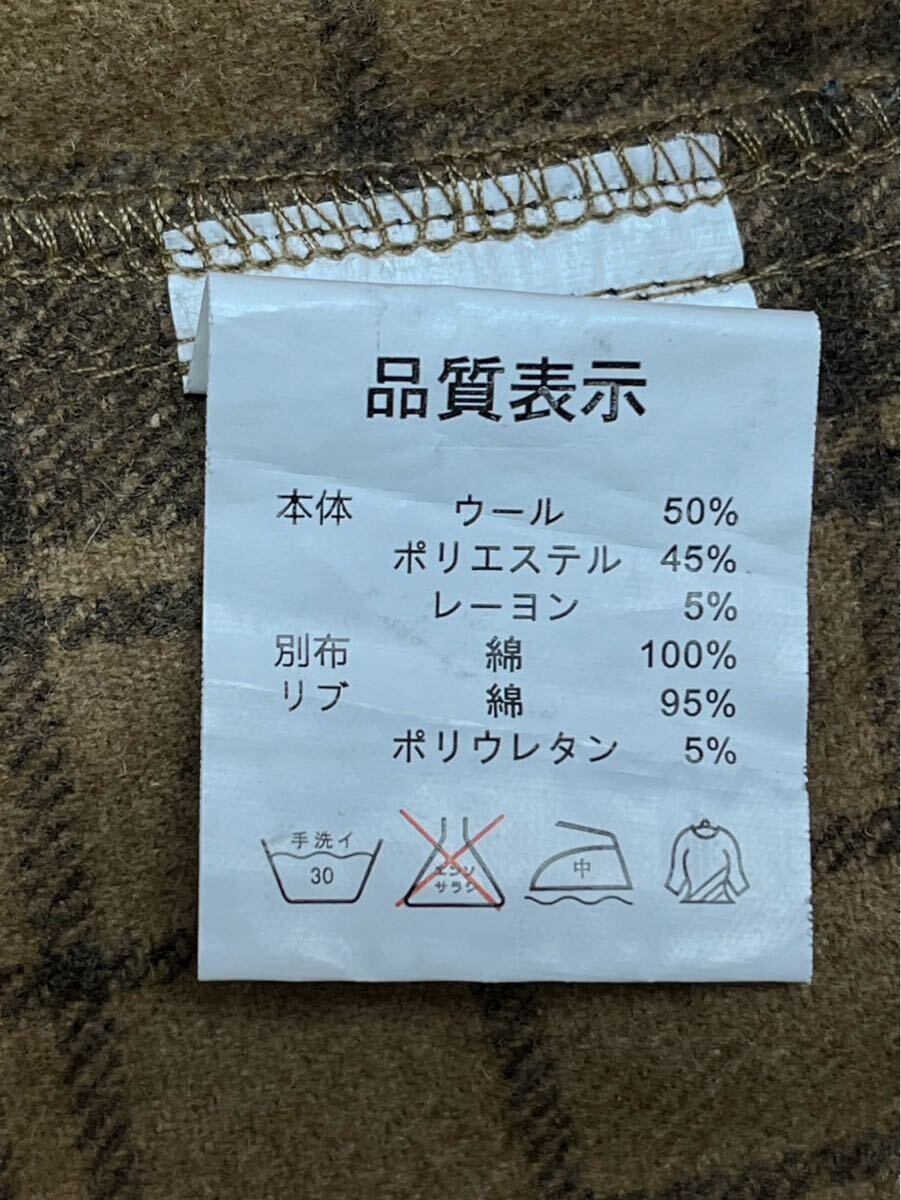 品質表示
本体 ウール 50%
ポリエステル 45%
レーヨン 5%
別布 綿 100%
リブ 綿 95%
ポリウレタン 5%
手洗イ
30
エンソ
サラシ
中